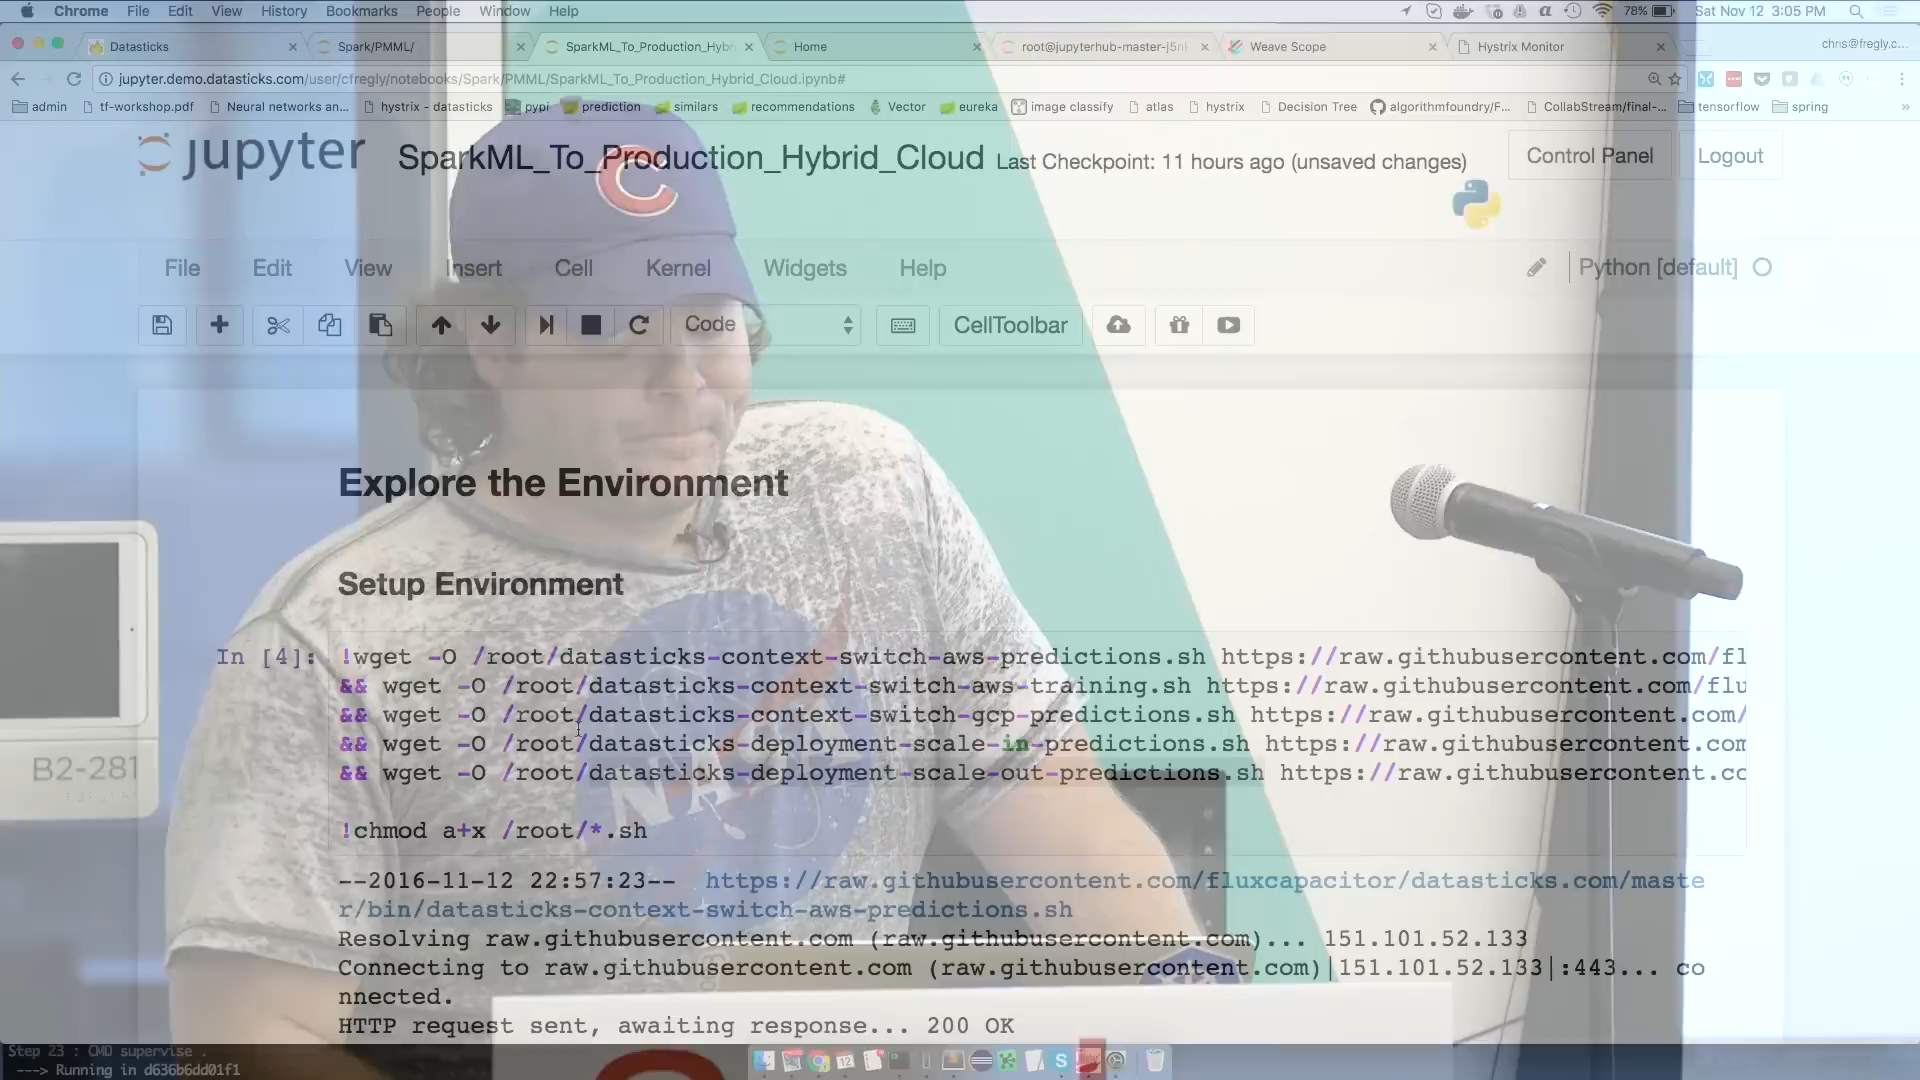 Chrome File Edit View History Bookmarks People Window Help 78% Sat Nov 12 3:05 PM
Datasticks Spark/PMML/ SparkML_To_Production_Hybri Home root@jupyterhub-master-j5n Weave Scope Hystrix Monitor chris@fregly.c...
jupyter.demo.datasticks.com/user/cfregly/notebooks/Spark/PMML/SparkML_To_Production_Hybrid_Cloud.ipynb#
admin tf-workshop.pdf Neural networks an... hystrix - datasticks pypi prediction similars recommendations Vector eureka image classify atlas hystrix Decision Tree algorithmfoundry/F... CollabStream/final-... tensorflow spring »
jupyter SparkML_To_Production_Hybrid_Cloud Last Checkpoint: 11 hours ago (unsaved changes) Control Panel Logout
C
File Edit View Insert Cell Kernel Widgets Help Python [default]
Code CellToolbar
Explore the Environment
Setup Environment
In [4]: !wget -O /root/datasticks-context-switch-aws-predictions.sh https://raw.githubusercontent.com/fl
&& wget -O /root/datasticks-context-switch-aws-training.sh https://raw.githubusercontent.com/flu
&& wget -O /root/datasticks-context-switch-gcp-predictions.sh https://raw.githubusercontent.com/
&& wget -O /root/datasticks-deployment-scale-in-predictions.sh https://raw.githubusercontent.com
&& wget -O /root/datasticks-deployment-scale-out-predictions.sh https://raw.githubusercontent.co
B2-281
NASA
!chmod a+x /root/*.sh
--2016-11-12 22:57:23-- https://raw.githubusercontent.com/fluxcapacitor/datasticks.com/maste
r/bin/datasticks-context-switch-aws-predictions.sh
Resolving raw.githubusercontent.com (raw.githubusercontent.com)... 151.101.52.133
Connecting to raw.githubusercontent.com (raw.githubusercontent.com)|151.101.52.133|:443... co
nnected.
HTTP request sent, awaiting response... 200 OK
Step 23 : CMD supervise .
---> Running in d636b6dd01f1